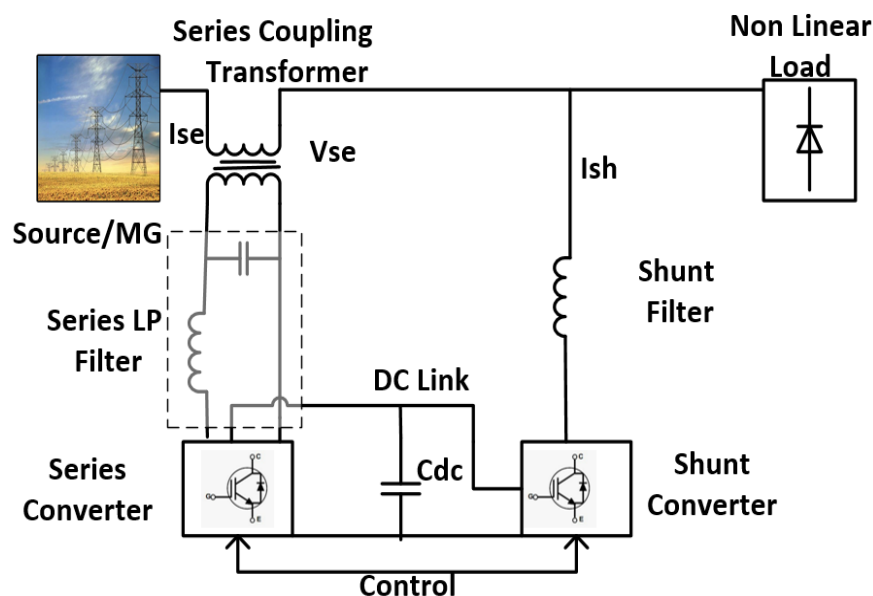 Series Coupling
Transformer
Non Linear
Load
Ise
Vse
Ish
Source/MG
Series LP
Filter
Shunt
Filter
DC Link
Series
Converter
C
G
E
Cdc
C
G
E
Shunt
Converter
Control